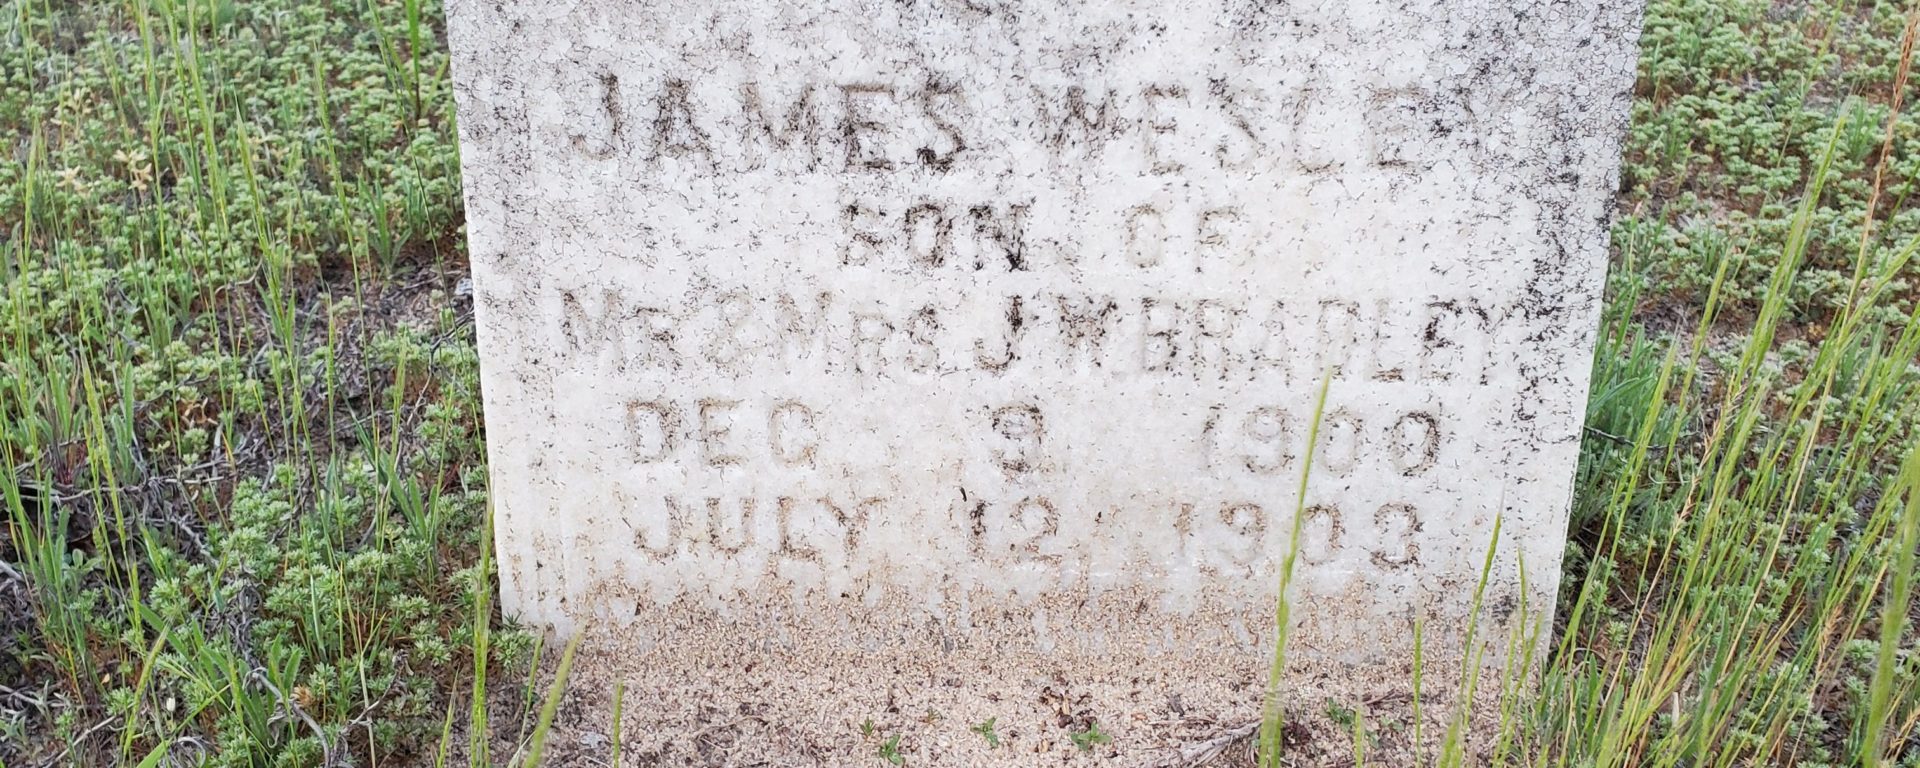 JAMES WESLEY
SON OF
MR & MRS J W BRADLEY
DEC 9 1900
JULY 12 1903